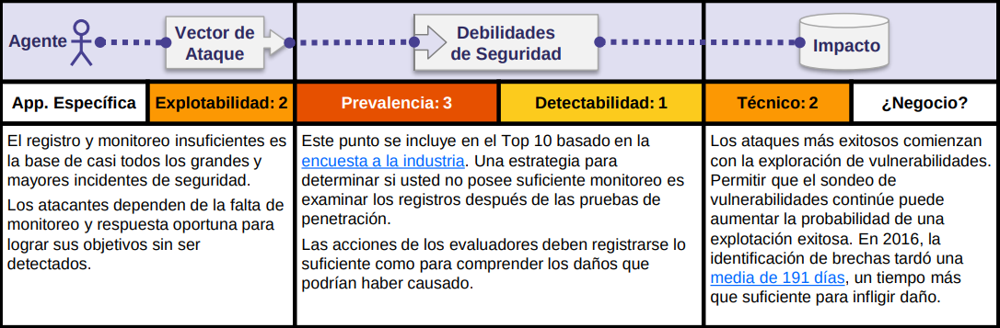 Agente
Vector de
Ataque
Debilidades
de Seguridad
Impacto
App. Específica
Explotabilidad: 2
Prevalencia: 3
Detectabilidad: 1
Técnico: 2
¿Negocio?
El registro y monitoreo insuficientes es
la base de casi todos los grandes y
mayores incidentes de seguridad.
Los atacantes dependen de la falta de
monitoreo y respuesta oportuna para
lograr sus objetivos sin ser
detectados.
Este punto se incluye en el Top 10 basado en la
encuesta a la industria. Una estrategia para
determinar si usted no posee suficiente monitoreo es
examinar los registros después de las pruebas de
penetración.
Las acciones de los evaluadores deben registrarse lo
suficiente como para comprender los daños que
podrían haber causado.
Los ataques más exitosos comienzan
con la exploración de vulnerabilidades.
Permitir que el sondeo de
vulnerabilidades continúe puede
aumentar la probabilidad de una
explotación exitosa. En 2016, la
identificación de brechas tardó una
media de 191 días, un tiempo más
que suficiente para infligir daño.